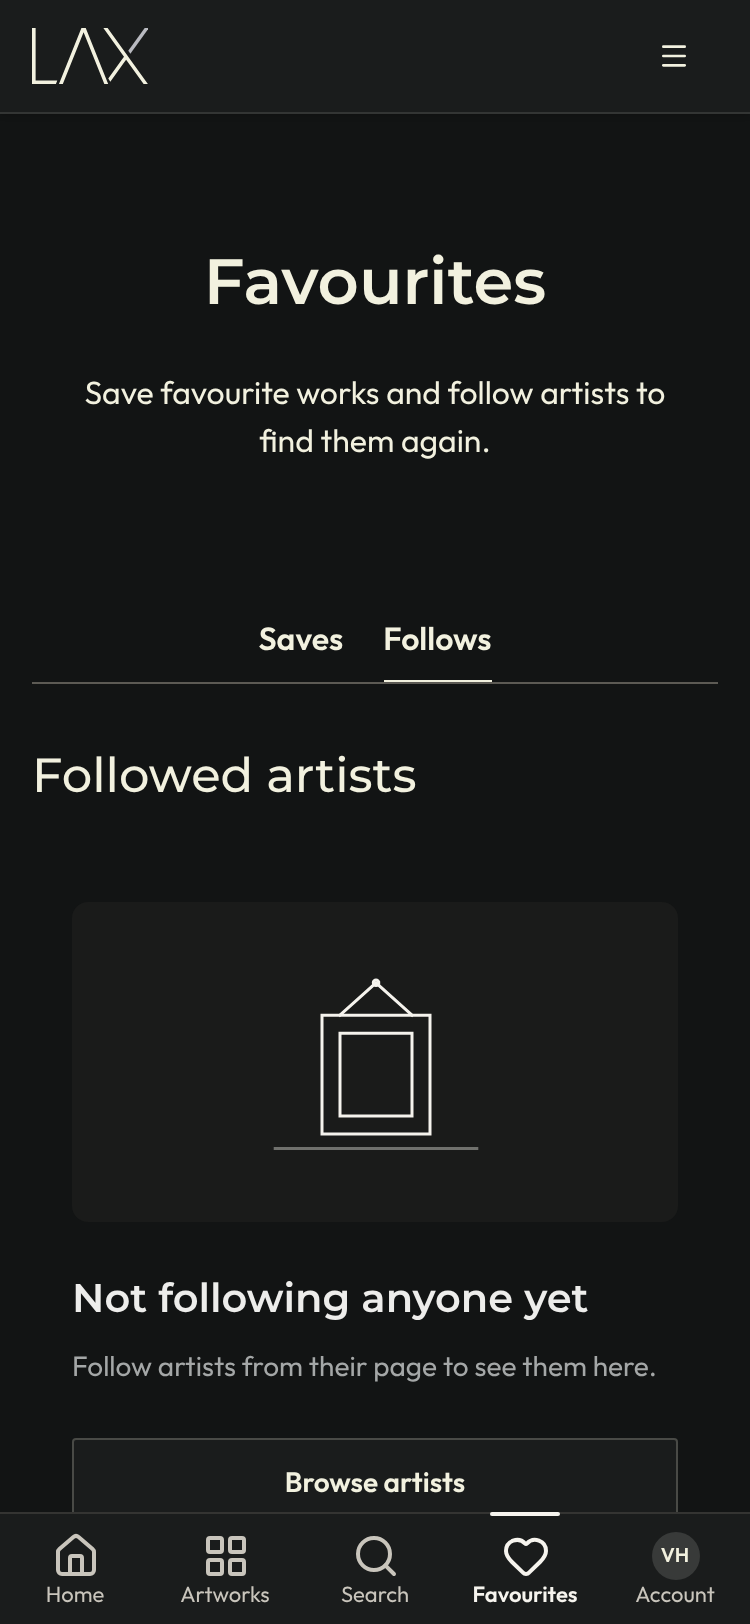 LAX
Favourites
Save favourite works and follow artists to
find them again.
Saves Follows
Followed artists
Not following anyone yet
Follow artists from their page to see them here.
Browse artists
VH
Home Artworks Search Favourites Account